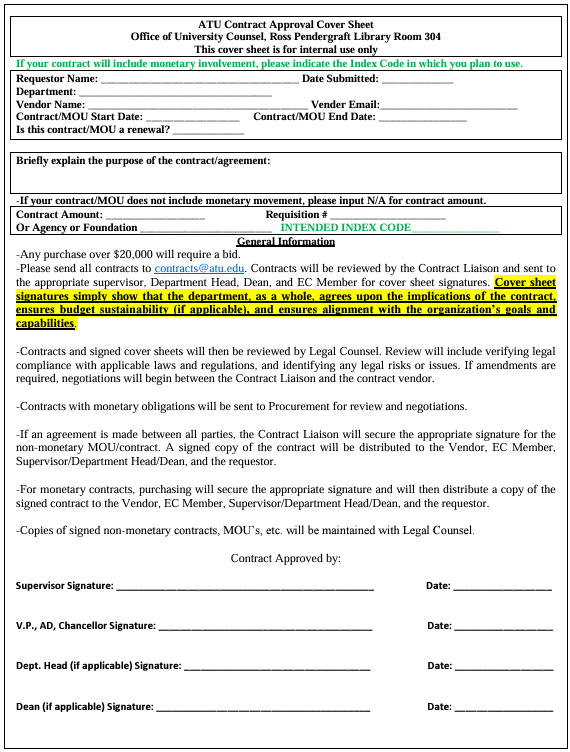 ATU Contract Approval Cover Sheet
Office of University Counsel, Ross Pendergraft Library Room 304
This cover sheet is for internal use only
If your contract will include monetary involvement, please indicate the Index Code in which you plan to use.
Requestor Name: ____________________ Date Submitted: ____________
Department: ____________________
Vendor Name: ____________________ Vender Email:____________________
Contract/MOU Start Date: ____________ Contract/MOU End Date: ____________
Is this contract/MOU a renewal? ____________
Briefly explain the purpose of the contract/agreement:
-If your contract/MOU does not include monetary movement, please input N/A for contract amount.
Contract Amount: ____________ Requisition # ____________
Or Agency or Foundation ____________ INTENDED INDEX CODE____________
General Information
-Any purchase over $20,000 will require a bid.
-Please send all contracts to contracts@atu.edu. Contracts will be reviewed by the Contract Liaison and sent to
the appropriate supervisor, Department Head, Dean, and EC Member for cover sheet signatures. Cover sheet
signatures simply show that the department, as a whole, agrees upon the implications of the contract,
ensures budget sustainability (if applicable), and ensures alignment with the organization's goals and
capabilities.
-Contracts and signed cover sheets will then be reviewed by Legal Counsel. Review will include verifying legal
compliance with applicable laws and regulations, and identifying any legal risks or issues. If amendments are
required, negotiations will begin between the Contract Liaison and the contract vendor.
-Contracts with monetary obligations will be sent to Procurement for review and negotiations.
-If an agreement is made between all parties, the Contract Liaison will secure the appropriate signature for the
non-monetary MOU/contract. A signed copy of the contract will be distributed to the Vendor, EC Member,
Supervisor/Department Head/Dean, and the requestor.
-For monetary contracts, purchasing will secure the appropriate signature and will then distribute a copy of the
signed contract to the Vendor, EC Member, Supervisor/Department Head/Dean, and the requestor.
-Copies of signed non-monetary contracts, MOU's, etc. will be maintained with Legal Counsel.
Contract Approved by:
Supervisor Signature: ____________________ Date: ____________
V.P., AD, Chancellor Signature: ____________________ Date: ____________
Dept. Head (if applicable) Signature: ____________________ Date: ____________
Dean (if applicable) Signature: ____________________ Date: ____________